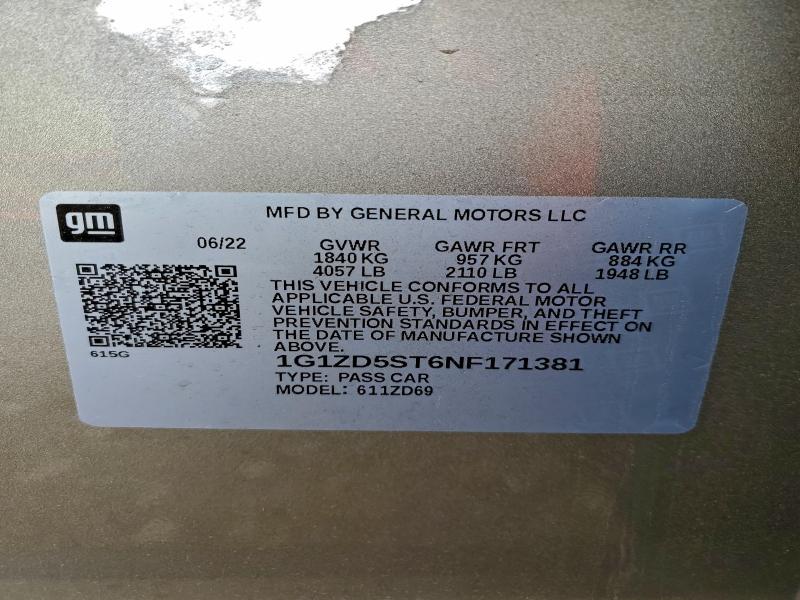 gm
MFD BY GENERAL MOTORS LLC
06/22 GVWR GAWR FRT GAWR RR
1840 KG 957 KG 884 KG
4057 LB 2110 LB 1948 LB
THIS VEHICLE CONFORMS TO ALL
APPLICABLE U.S. FEDERAL MOTOR
VEHICLE SAFETY, BUMPER, AND THEFT
PREVENTION STANDARDS IN EFFECT ON
THE DATE OF MANUFACTURE SHOWN
ABOVE.
615G
1G1ZD5ST6NF171381
TYPE: PASS CAR
MODEL: 611ZD69